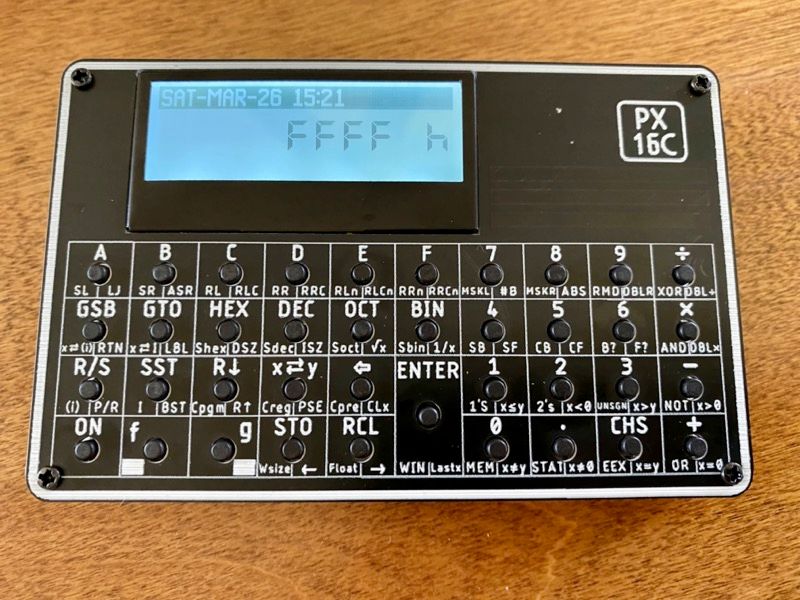 SAT-MAR-26 15:21
FFFF h
PX
16C
A B C D E F 7 8 9 ÷
SL | LJ SR | ASR RL | RLC RR | RRC RLn | RLCn RRn | RRCn MSKL | #B MSKR | ABS RMD | DBLR XOR | DBL÷
GSB GTO HEX DEC OCT BIN 4 5 6 ×
x⇄(i) | RTN x⇄I | LBL Shex | DSZ Sdec | ISZ Soct | √x Sbin | 1/x SB | SF CB | CF B? | F? AND | DBL×
R/S SST R↓ x⇄y ⇦ ENTER 1 2 3 −
(i) | P/R I | BST Cpgm | R↑ Creg | PSE Cpre | CLx 1'S | x≤y 2's | x<0 UNSGN | x>y NOT | x>0
ON f g STO RCL 0 . CHS +
Wsize | ← Float | → WIN | Lastx MEM | x≠y STAT | x≠0 EEX | x=y OR | x=0